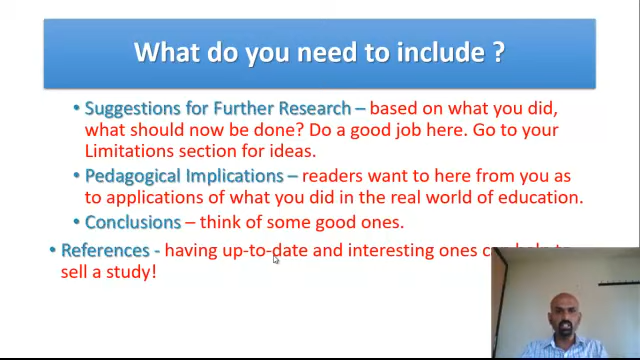 What do you need to include ?
• Suggestions for Further Research – based on what you did,
what should now be done? Do a good job here. Go to your
Limitations section for ideas.
• Pedagogical Implications – readers want to here from you as
to applications of what you did in the real world of education.
• Conclusions – think of some good ones.
• References - having up-to-date and interesting ones can help to
sell a study!